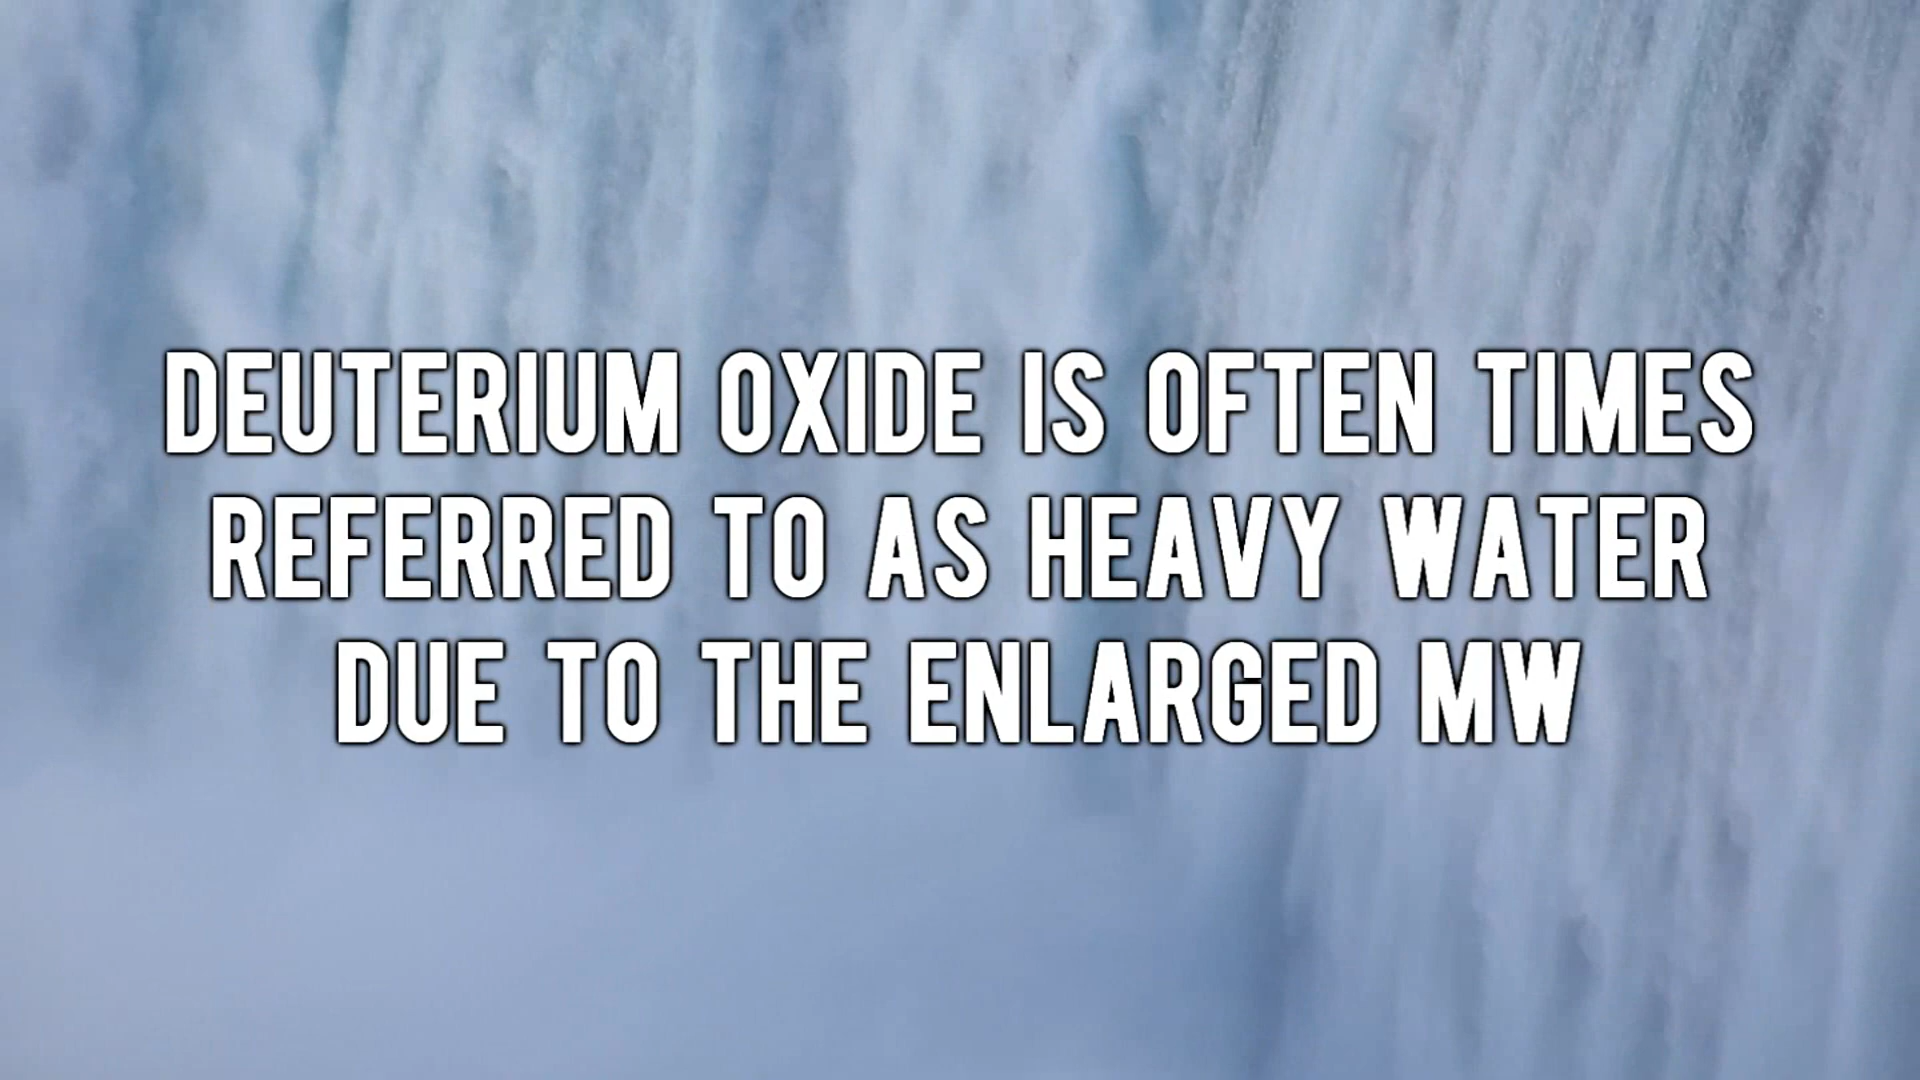 DEUTERIUM OXIDE IS OFTEN TIMES
REFERRED TO AS HEAVY WATER
DUE TO THE ENLARGED MW